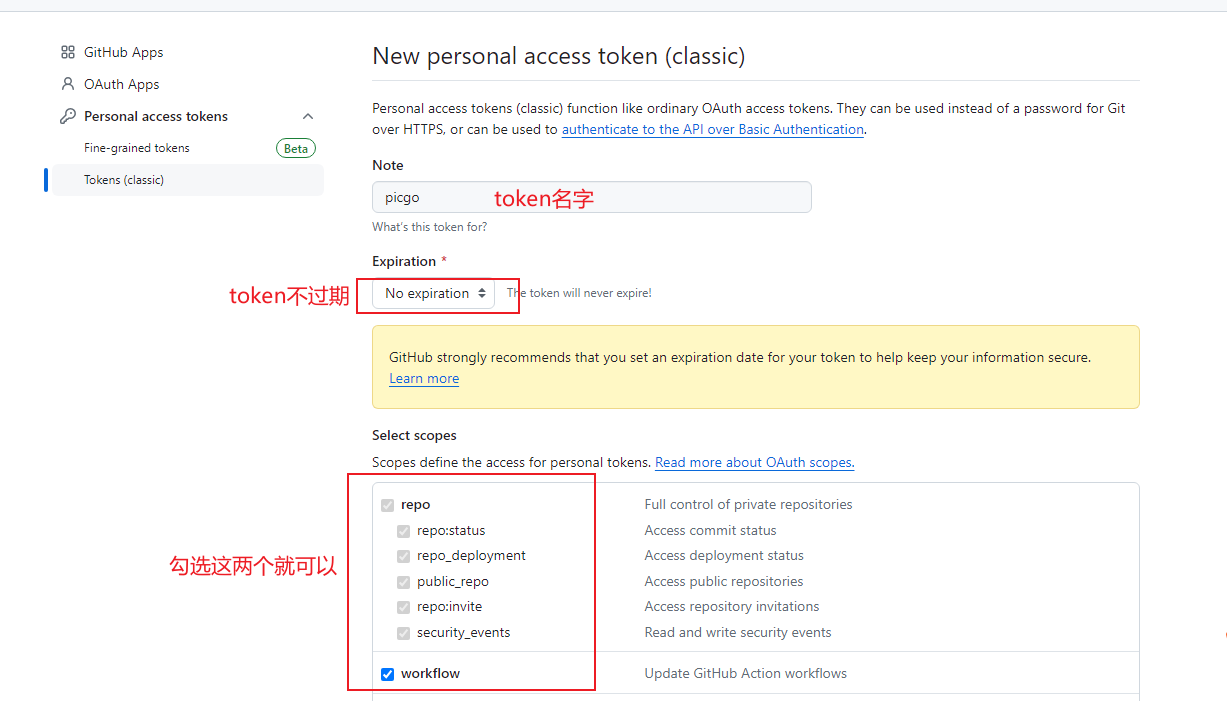 GitHub Apps
OAuth Apps
Personal access tokens
Fine-grained tokens Beta
Tokens (classic)
New personal access token (classic)
Personal access tokens (classic) function like ordinary OAuth access tokens. They can be used instead of a password for Git
over HTTPS, or can be used to authenticate to the API over Basic Authentication.
Note
picgo token名字
What's this token for?
Expiration *
token不过期 No expiration The token will never expire!
GitHub strongly recommends that you set an expiration date for your token to help keep your information secure.
Learn more
Select scopes
Scopes define the access for personal tokens. Read more about OAuth scopes.
勾选这两个就可以
repo Full control of private repositories
repo:status Access commit status
repo_deployment Access deployment status
public_repo Access public repositories
repo:invite Access repository invitations
security_events Read and write security events
workflow Update GitHub Action workflows